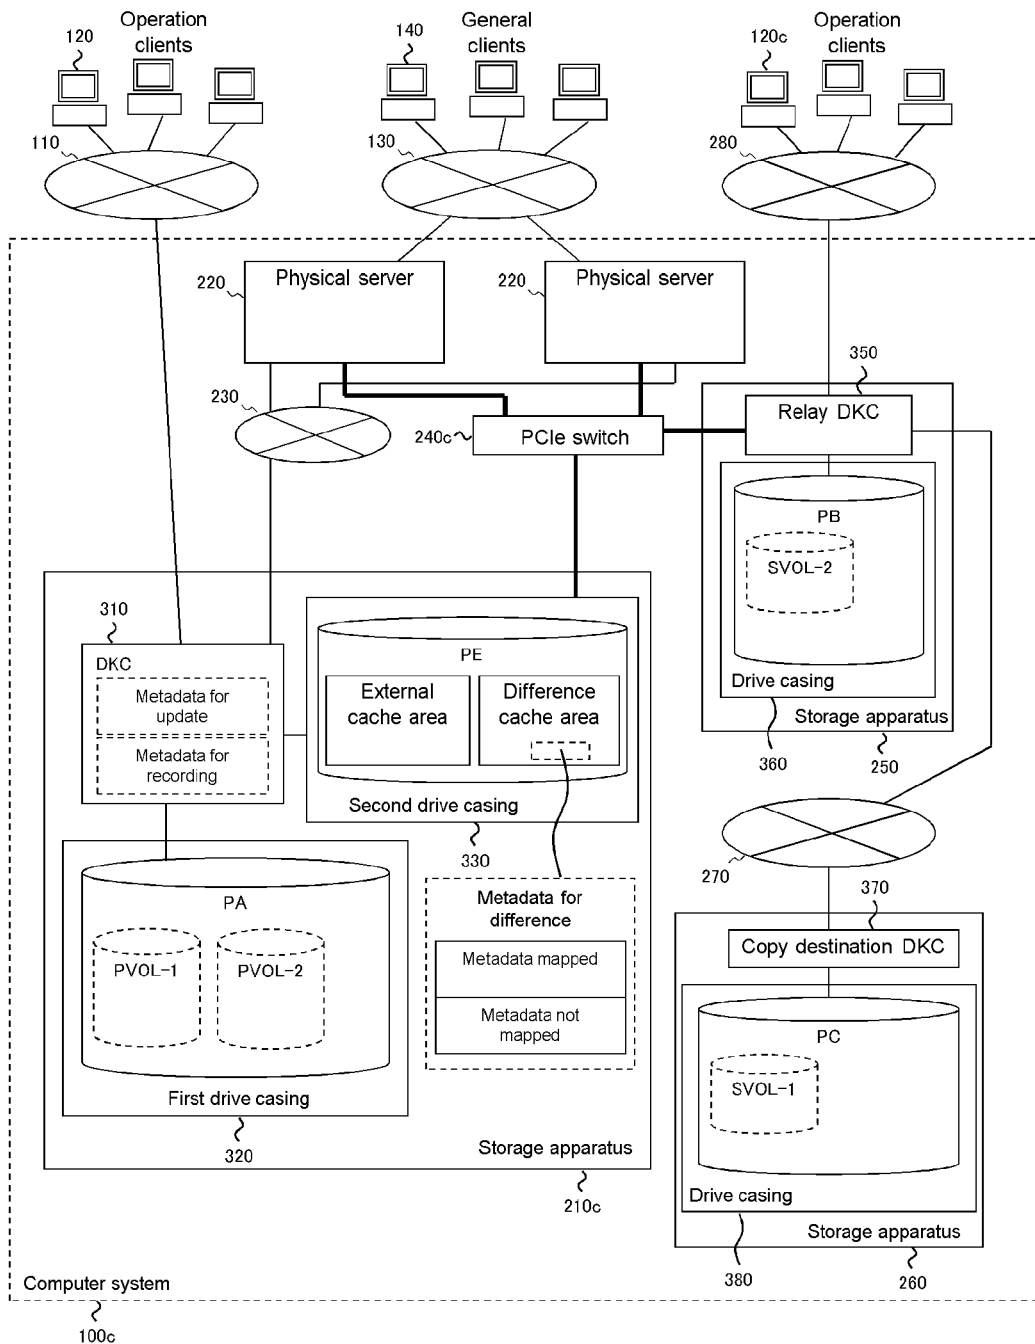 Operation
clients
General
clients
Operation
clients
120
140
120c
110
130
280
Physical server
Physical server
220
220
350
230
Relay DKC
240c
PCIe switch
PB
SVOL-2
310
DKC
PE
Metadata for
update
External
cache area
Difference
cache area
Drive casing
Storage apparatus
Metadata for
recording
360
250
Second drive casing
330
270
370
PA
Metadata for
difference
Copy destination DKC
PVOL-1
PVOL-2
Metadata mapped
Metadata not
mapped
PC
SVOL-1
First drive casing
320
Storage apparatus
210c
Drive casing
Storage apparatus
380
260
Computer system
100c